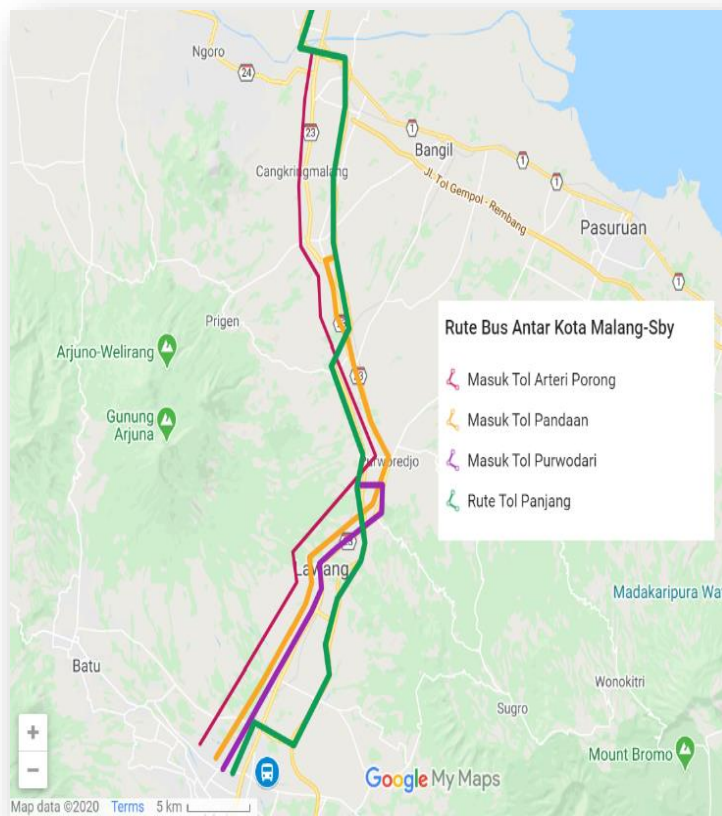 Ngoro
24
1
23
Bangil
1
Cangkringmalang
1
Jl. Tol Gempol - Rembang
Pasuruan
1
Prigen
Arjuno-Welirang
Gunung
Arjuna
Rute Bus Antar Kota Malang-Sby
Masuk Tol Arteri Porong
Masuk Tol Pandaan
Masuk Tol Purwodari
Rute Tol Panjang
Lawang
Madakaripura Wa
Batu
Wonokitri
Sugro
Mount Bromo
+
−
Google My Maps
Map data ©2020 Terms 5 km